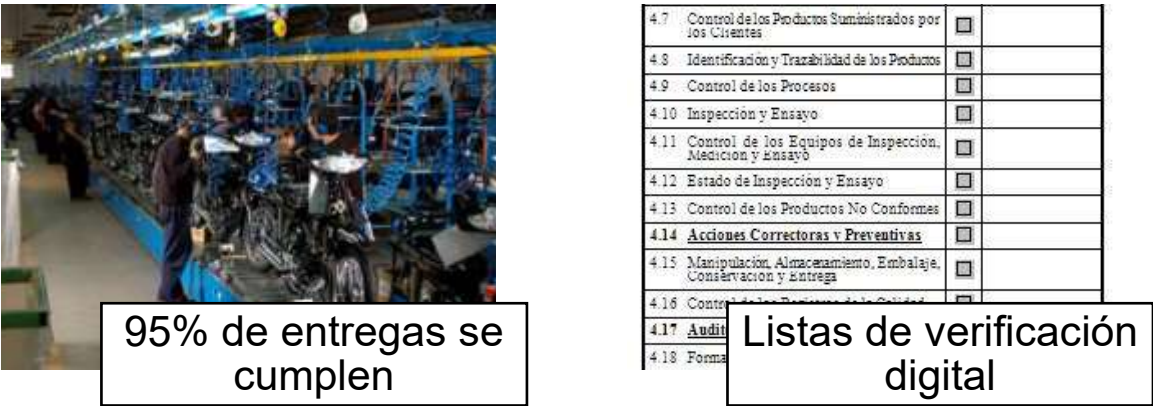 95% de entregas se
cumplen
4.7 Control de los Productos Suministrados por
los Clientes
4.8 Identificación y Trazabilidad de los Productos
4.9 Control de los Procesos
4.10 Inspección y Ensayo
4.11 Control de los Equipos de Inspección,
Medición y Ensayo
4.12 Estado de Inspección y Ensayo
4.13 Control de los Productos No Conformes
4.14 Acciones Correctoras y Preventivas
4.15 Manipulación, Almacenamiento, Embalaje,
Conservación y Entrega
4.16
4.17
4.18
Listas de verificación
digital